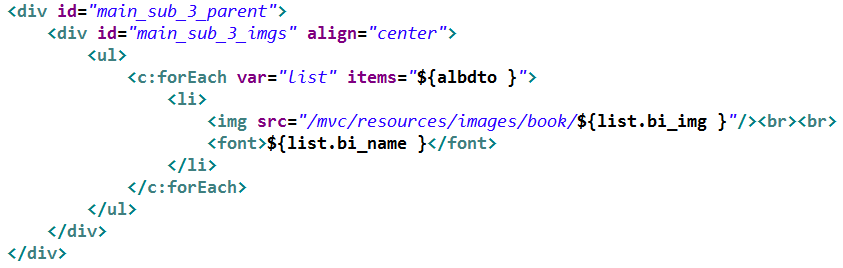 <div id="main_sub_3_parent">
    <div id="main_sub_3_imgs" align="center">
        <ul>
            <c:forEach var="list" items="${albdto }">
                <li>
                    <img src="/mvc/resources/images/book/${list.bi_img }"/><br><br>
                    <font>${list.bi_name }</font>
                </li>
            </c:forEach>
        </ul>
    </div>
</div>